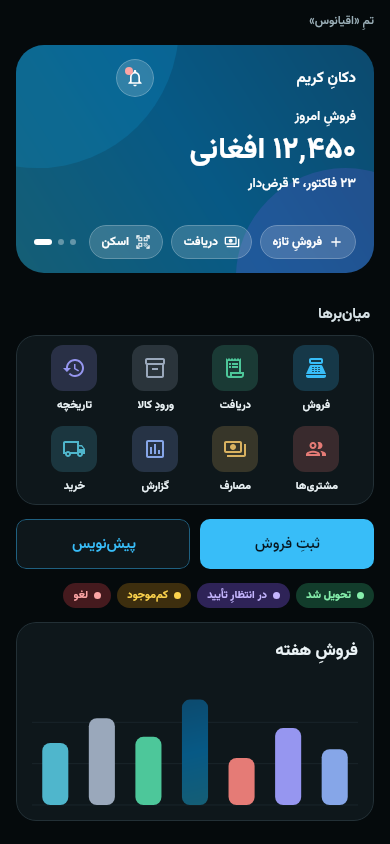 تمِ «اقیانوس»
دکانِ کریم
فروشِ امروز
۱۲,۴۵۰ افغانی
۲۳ فاکتور، ۴ قرض‌دار
فروشِ تازه
دریافت
اسکن
میان‌برها
فروش
دریافت
ورودِ کالا
تاریخچه
مشتری‌ها
مصارف
گزارش
خرید
ثبتِ فروش
پیش‌نویس
تحویل شد
در انتظارِ تأیید
کم‌موجود
لغو
فروشِ هفته